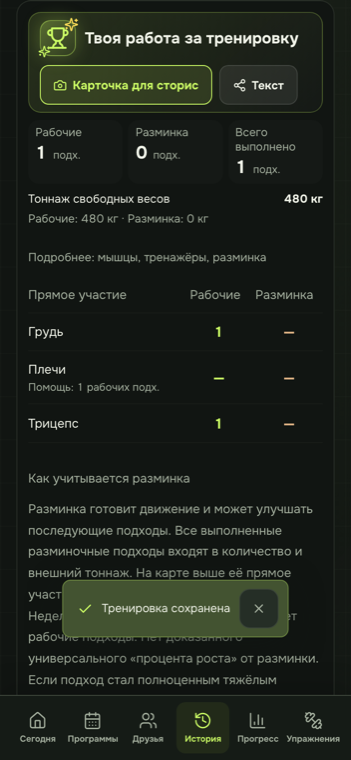 Твоя работа за тренировку
Карточка для сторис
Текст
Рабочие
1 подх.
Разминка
0 подх.
Всего
выполнено
1 подх.
Тоннаж свободных весов 480 кг
Рабочие: 480 кг · Разминка: 0 кг
Подробнее: мышцы, тренажёры, разминка
Прямое участие Рабочие Разминка
Грудь 1 —
Плечи — —
Помощь: 1 рабочих подх.
Трицепс 1 —
Как учитывается разминка
Разминка готовит движение и может улучшать
последующие подходы. Все выполненные
разминочные подходы входят в количество и
внешний тоннаж. На карте выше её прямое
Тренировка сохранена
рабочие подходы. Нет доказанного
универсального «процента роста» от разминки.
Если подход стал полноценным тяжёлым
Сегодня
Программы
Друзья
История
Прогресс
Упражнения